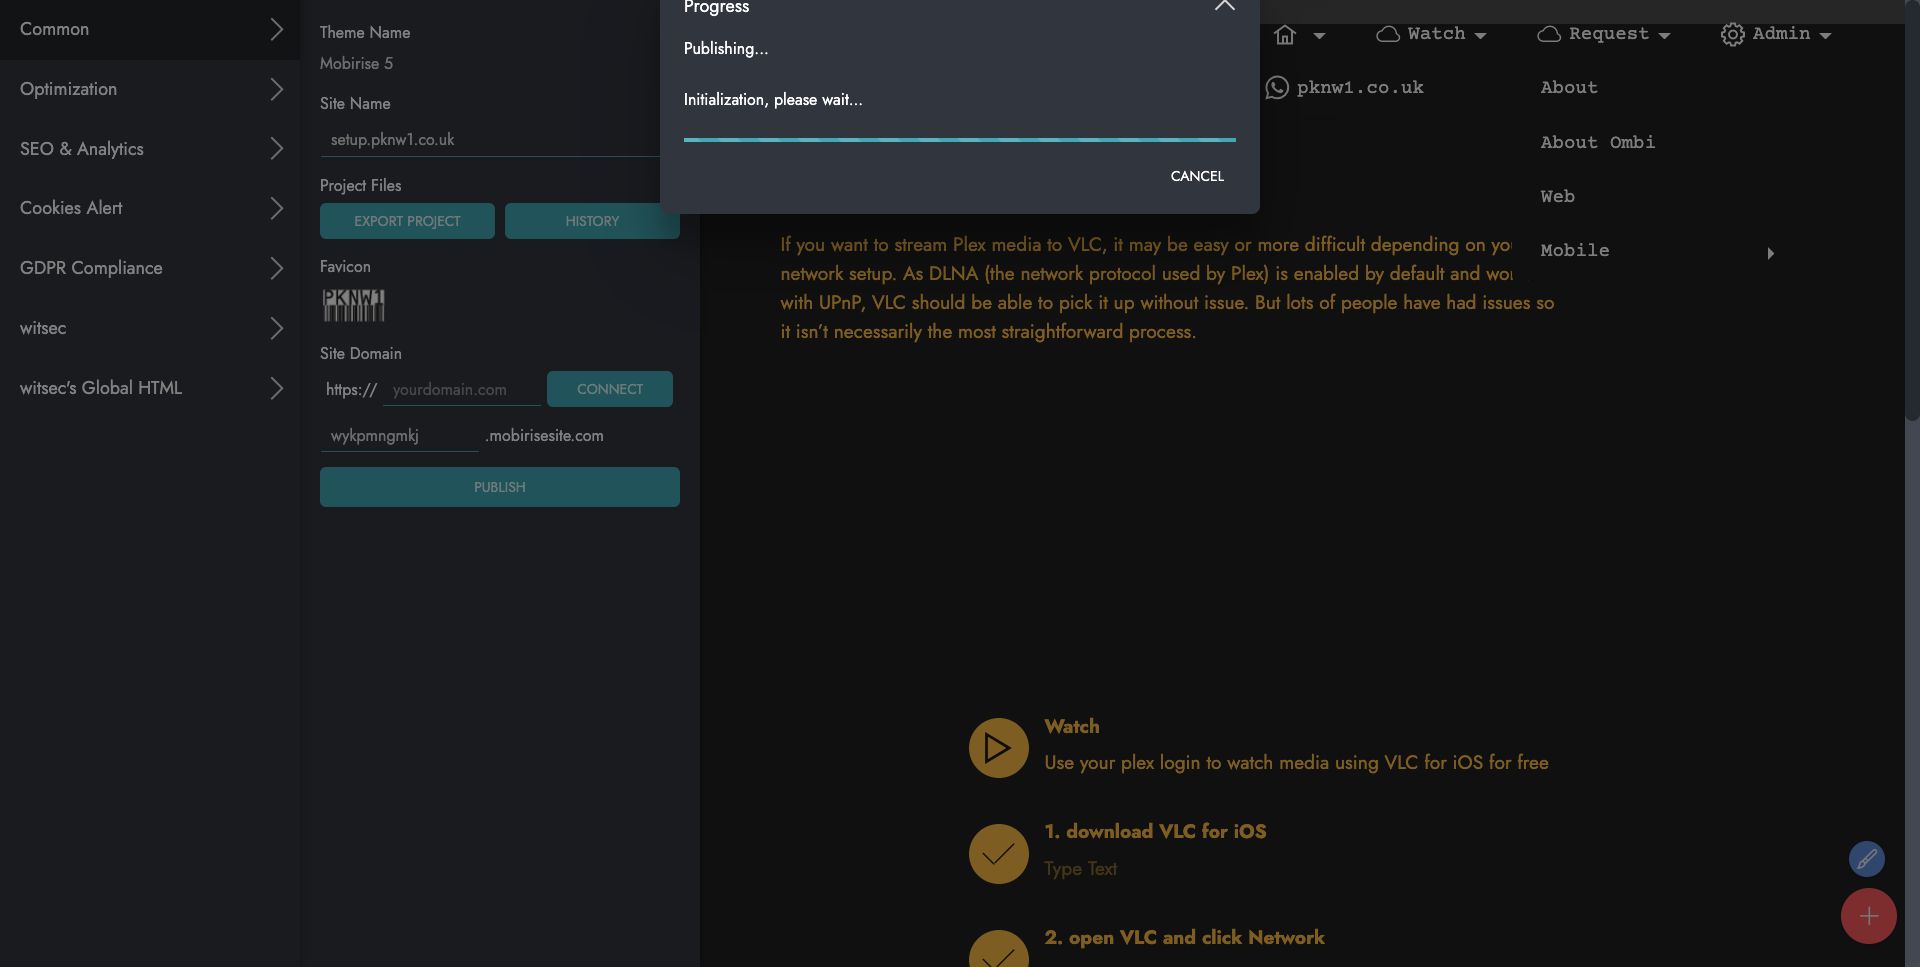 Common
Optimization
SEO & Analytics
Cookies Alert
GDPR Compliance
witsec
witsec's Global HTML
Theme Name
Mobirise 5
Site Name
setup.pknw1.co.uk
Project Files
EXPORT PROJECT
HISTORY
Favicon
PKNW1
Site Domain
https://
yourdomain.com
CONNECT
wykpmngmkj
.mobirisesite.com
PUBLISH
Progress
Publishing...
Initialization, please wait...
CANCEL
Watch
Request
Admin
pknw1.co.uk
About
About Ombi
Web
Mobile
If you want to stream Plex media to VLC, it may be easy or more difficult depending on
network setup. As DLNA (the network protocol used by Plex) is enabled by default and
with UPnP, VLC should be able to pick it up without issue. But lots of people have had issues so
it isn't necessarily the most straightforward process.
Watch
Use your plex login to watch media using VLC for iOS for free
1. download VLC for iOS
Type Text
2. open VLC and click Network